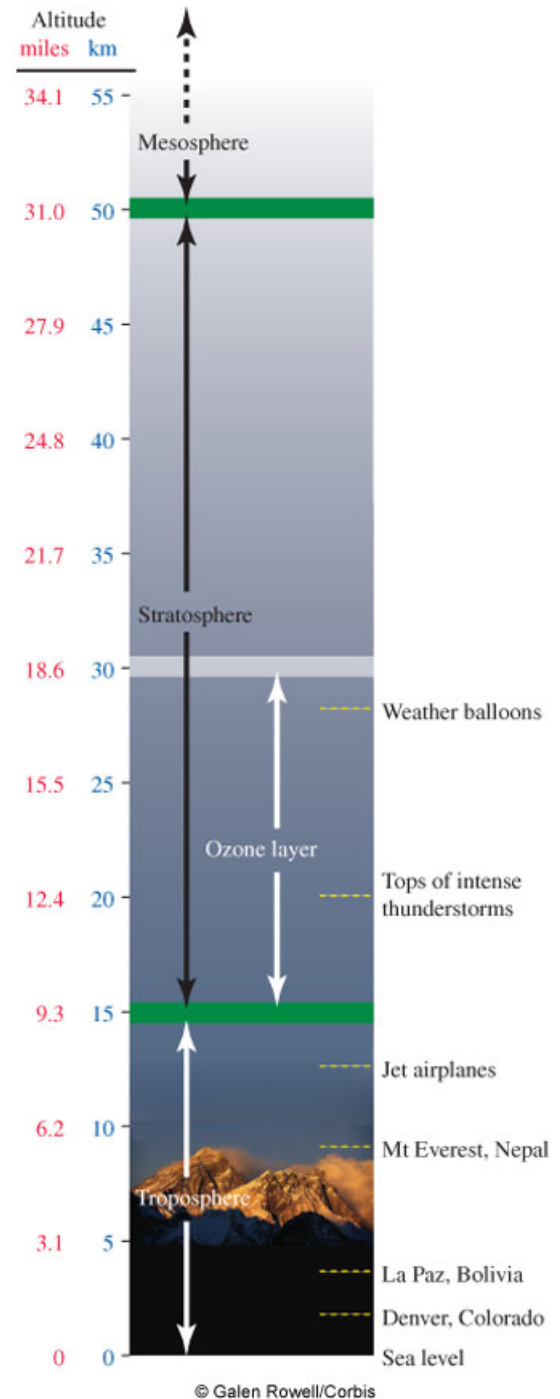 Altitude
miles km
34.1 55
Mesosphere
31.0 50
27.9 45
24.8 40
21.7 35
Stratosphere
18.6 30
Weather balloons
15.5 25
Ozone layer
12.4 20
Tops of intense
thunderstorms
9.3 15
Jet airplanes
6.2 10
Mt Everest, Nepal
Troposphere
3.1 5
La Paz, Bolivia
Denver, Colorado
0 0
Sea level
© Galen Rowell/Corbis